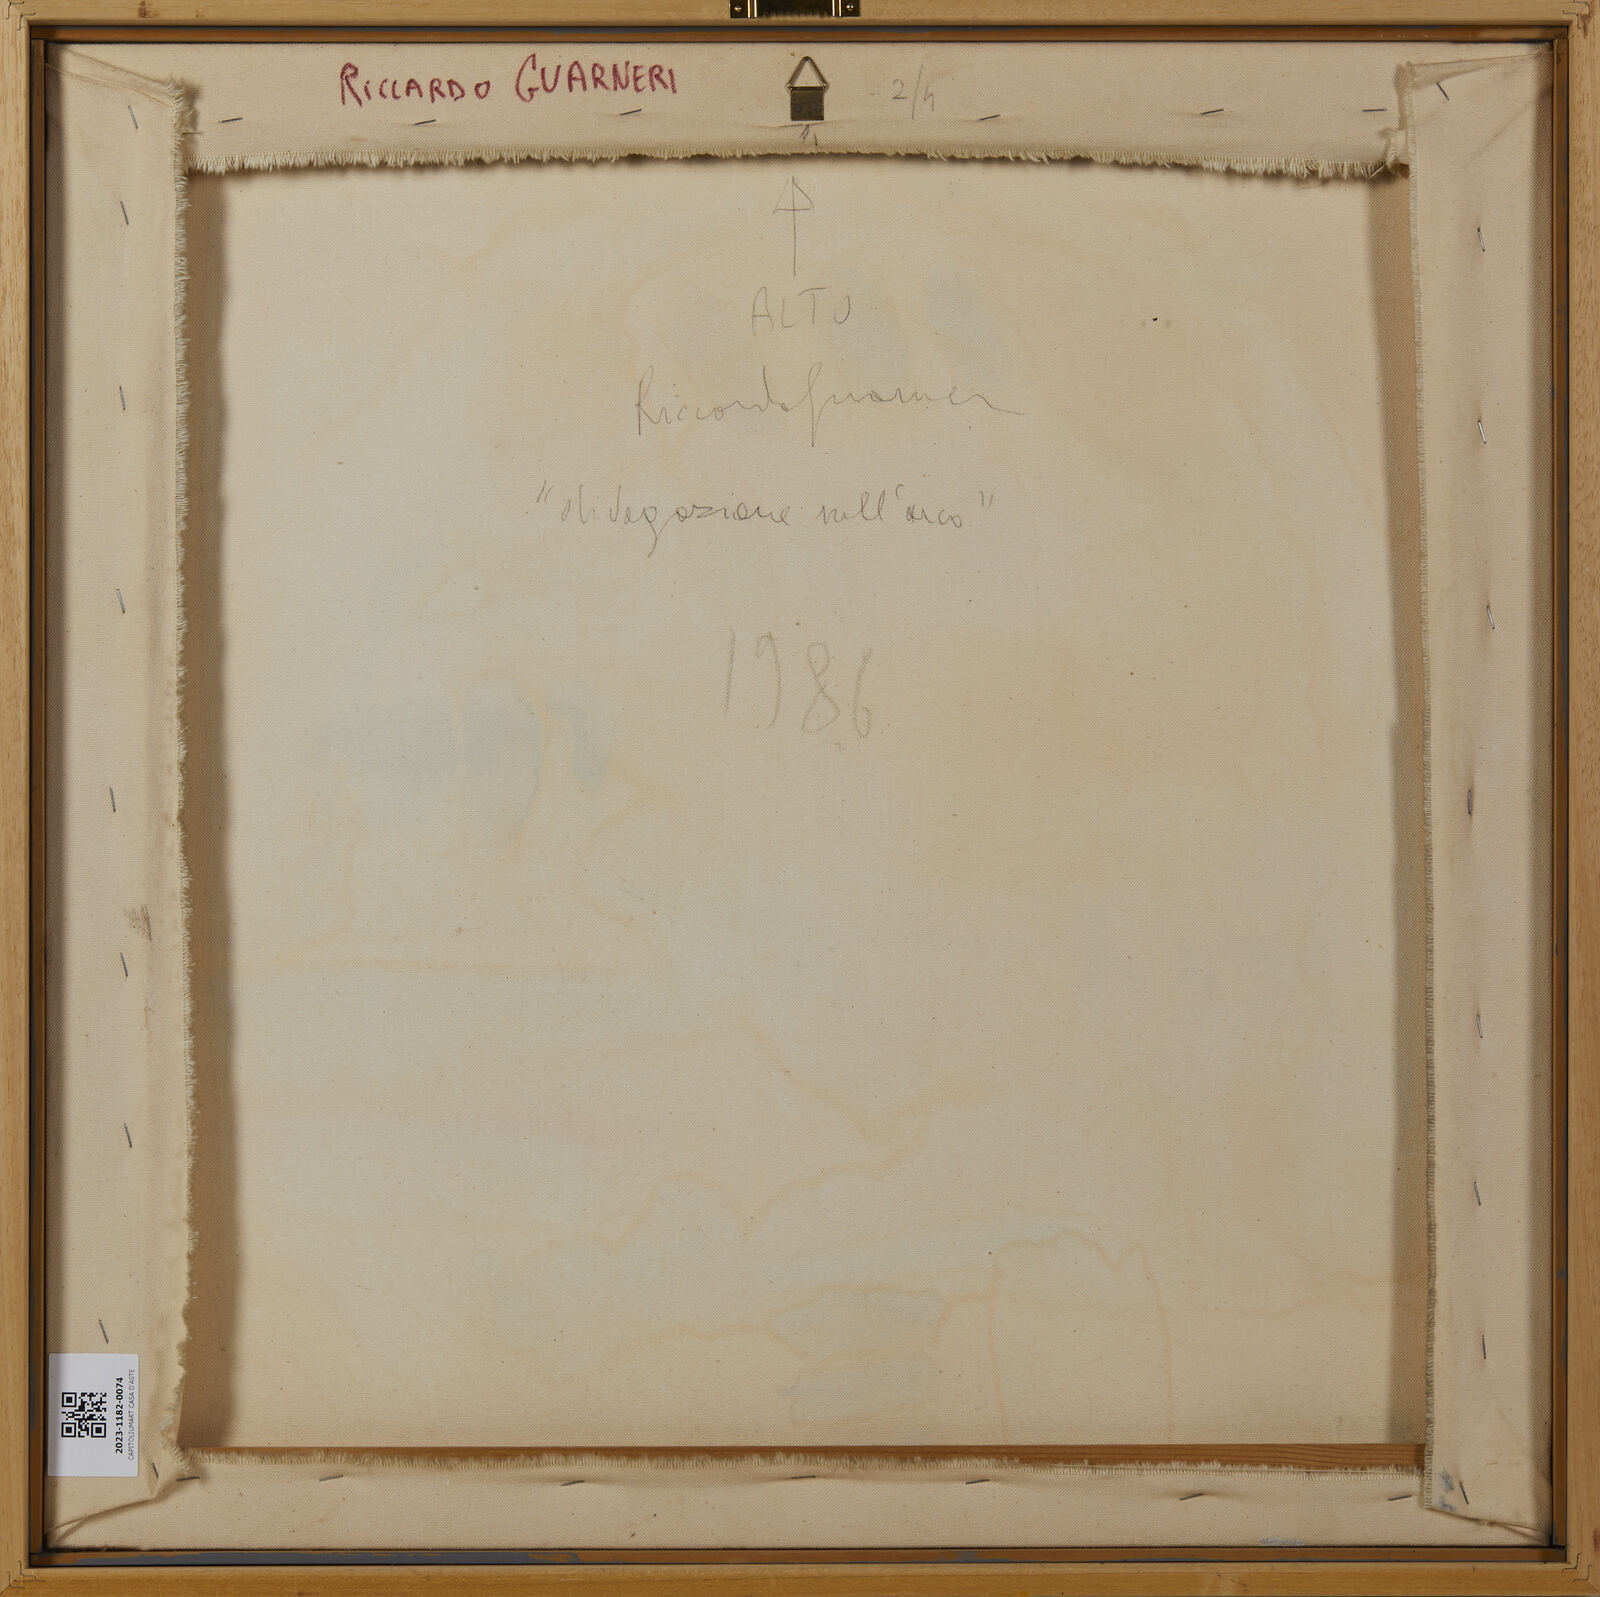 RICCARDO GUARNERI
2/4
ALTO
Riccardo Guarneri
"divagazione sull'arco"
1986
2023-1182-0074
CAPITOLIUMART CASA D'ASTE